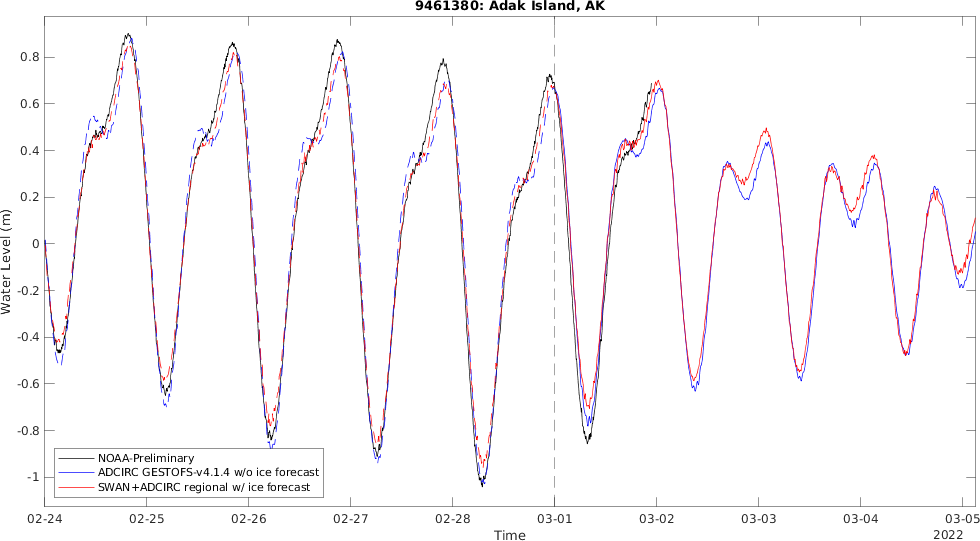 9461380: Adak Island, AK
Water Level (m)
0.8
0.6
0.4
0.2
0
-0.2
-0.4
-0.6
-0.8
-1
NOAA-Preliminary
ADCIRC GESTOFS-v4.1.4 w/o ice forecast
SWAN+ADCIRC regional w/ ice forecast
02-24 02-25 02-26 02-27 02-28 03-01 03-02 03-03 03-04 03-05
Time
2022